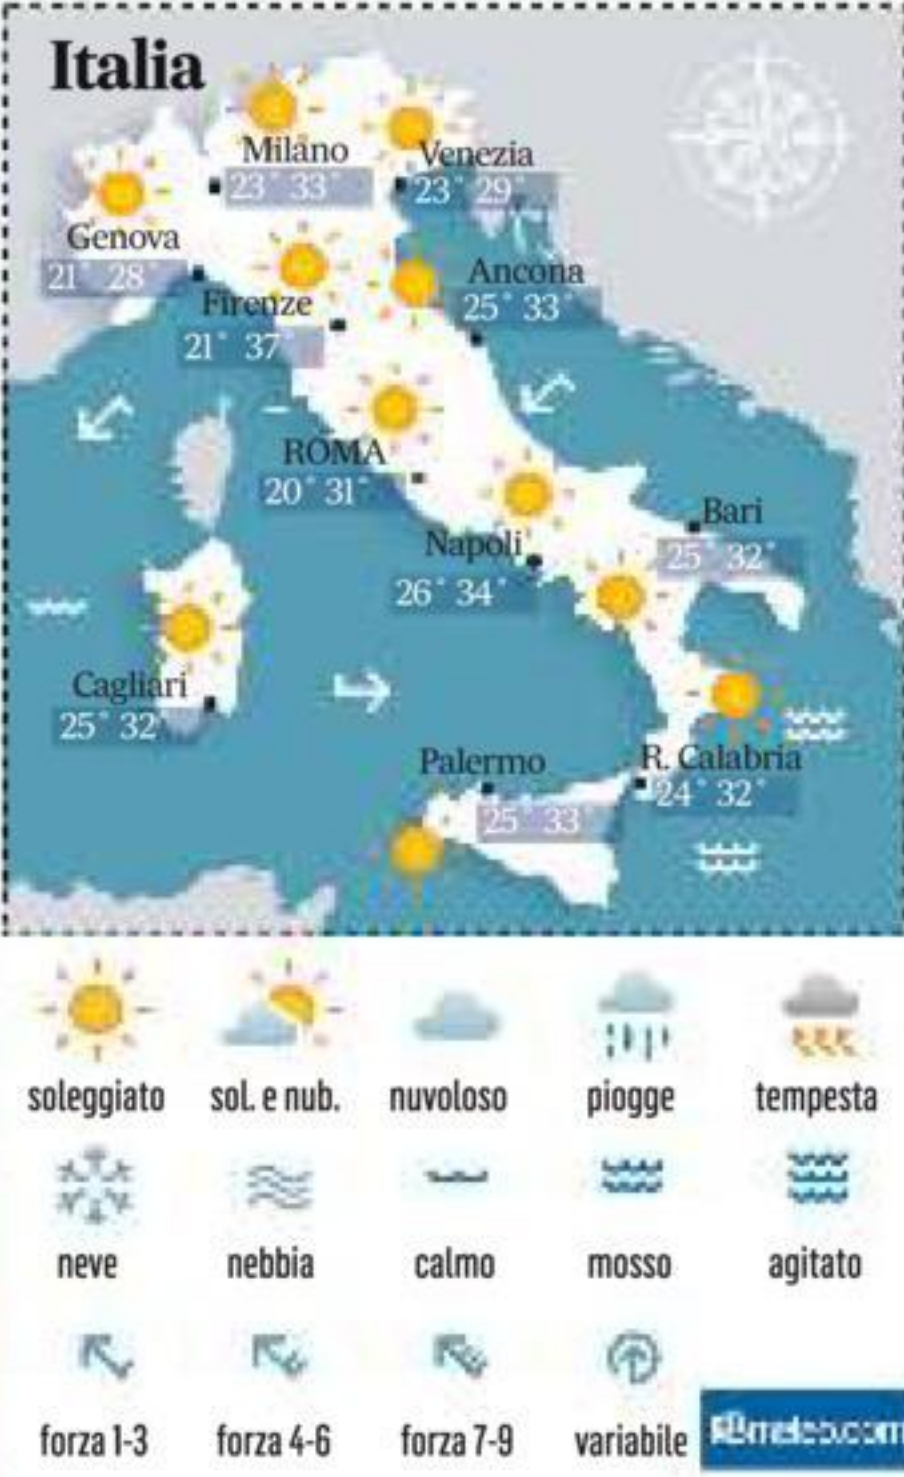 Italia
Milano
23° 33°
Venezia
23° 29°
Genova
21° 28°
Firenze
21° 37°
Ancona
25° 33°
ROMA
20° 31°
Napoli
26° 34°
Bari
25° 32°
Cagliari
25° 32°
Palermo
25° 33°
R. Calabria
24° 32°
soleggiato sol. e nub. nuvoloso piogge tempesta
neve nebbia calmo mosso agitato
forza 1-3 forza 4-6 forza 7-9 variabile